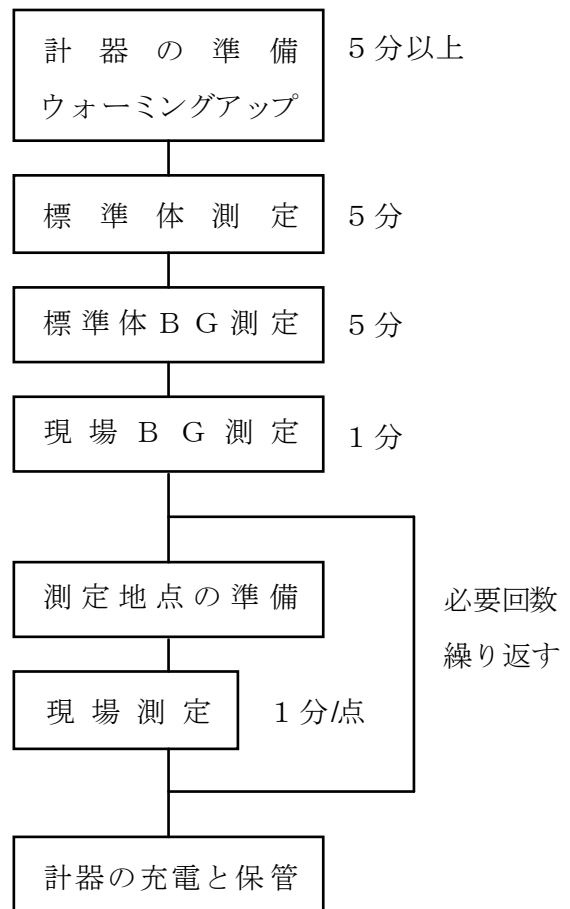 計器の準備 5分以上
ウォーミングアップ
標準体測定 5分
標準体BG測定 5分
現場BG測定 1分
測定地点の準備 必要回数
繰り返す
現場測定 1分/点
計器の充電と保管